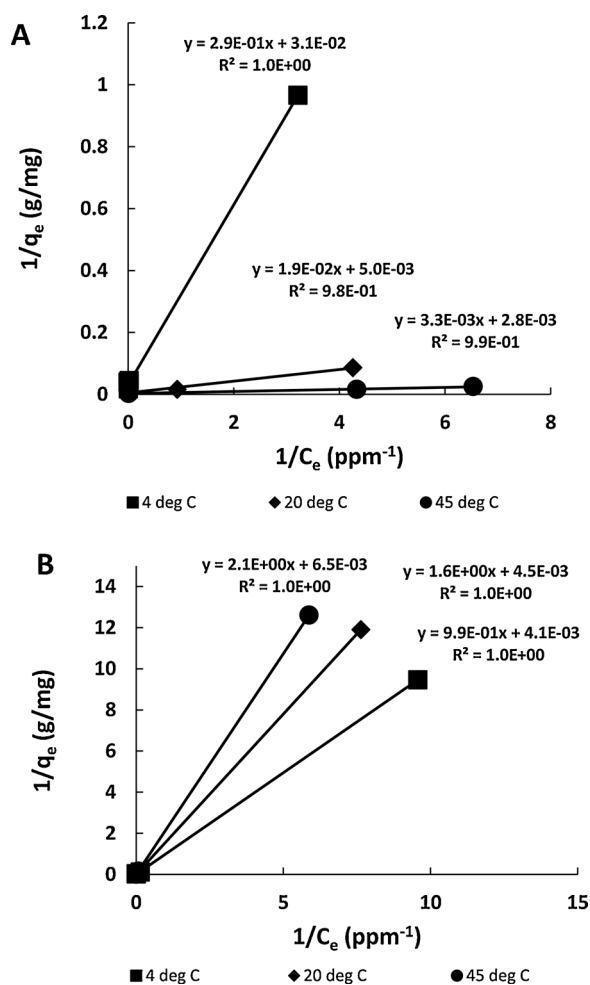 A
y = 2.9E-01x + 3.1E-02
R² = 1.0E+00
1.2
1
0.8
0.6
0.4
0.2
0
1/qₑ (g/mg)
y = 1.9E-02x + 5.0E-03
R² = 9.8E-01
y = 3.3E-03x + 2.8E-03
R² = 9.9E-01
0 2 4 6 8
1/Cₑ (ppm⁻¹)
4 deg C 20 deg C 45 deg C
B
y = 2.1E+00x + 6.5E-03
R² = 1.0E+00
y = 1.6E+00x + 4.5E-03
R² = 1.0E+00
y = 9.9E-01x + 4.1E-03
R² = 1.0E+00
14
12
10
8
6
4
2
0
1/qₑ (g/mg)
0 5 10 15
1/Cₑ (ppm⁻¹)
4 deg C 20 deg C 45 deg C